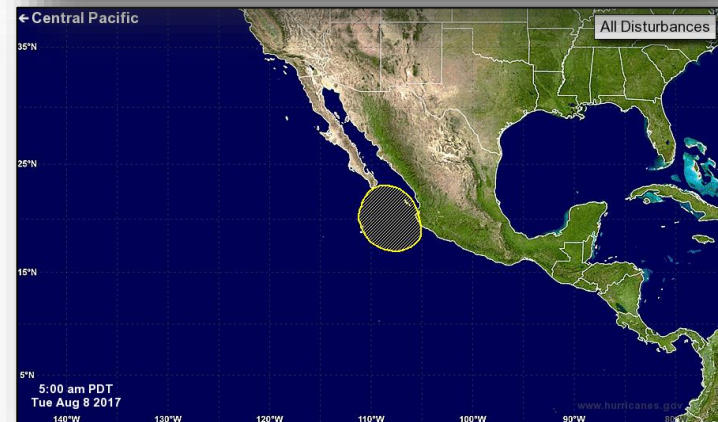 Central Pacific
All Disturbances
35°N
25°N
15°N
5°N
5:00 am PDT
Tue Aug 8 2017
www.hurricanes.gov
140°W
130°W
120°W
110°W
100°W
90°W